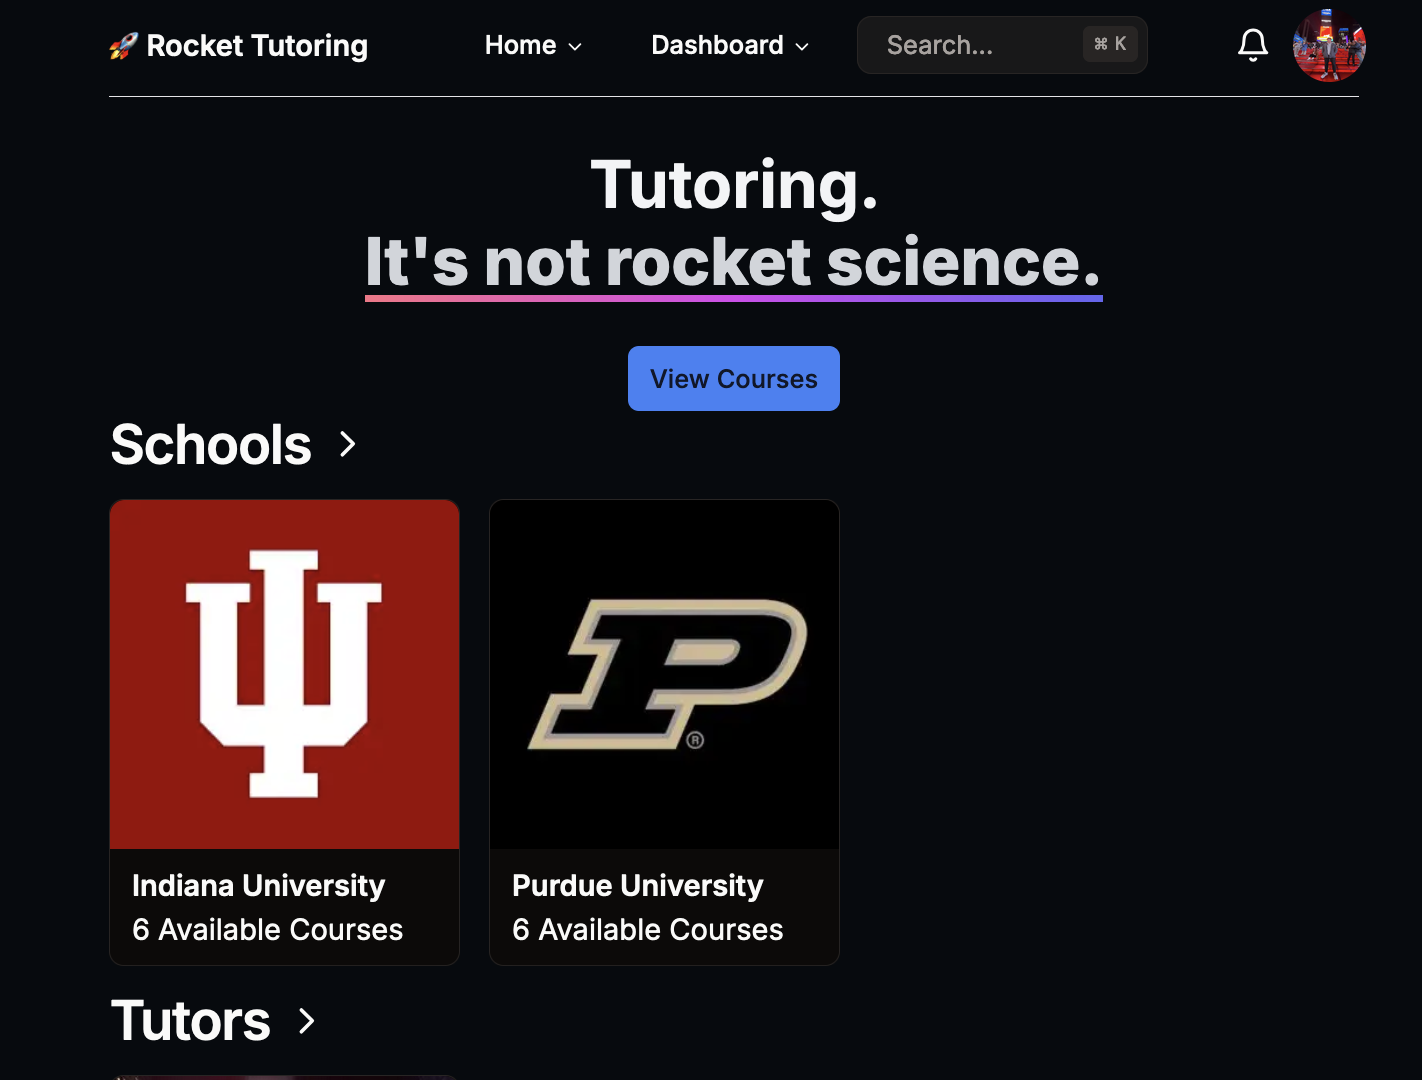 🚀 Rocket Tutoring
Home
Dashboard
Search...
⌘ K
Tutoring.
It's not rocket science.
View Courses
Schools
P
®
Indiana University
6 Available Courses
Purdue University
6 Available Courses
Tutors